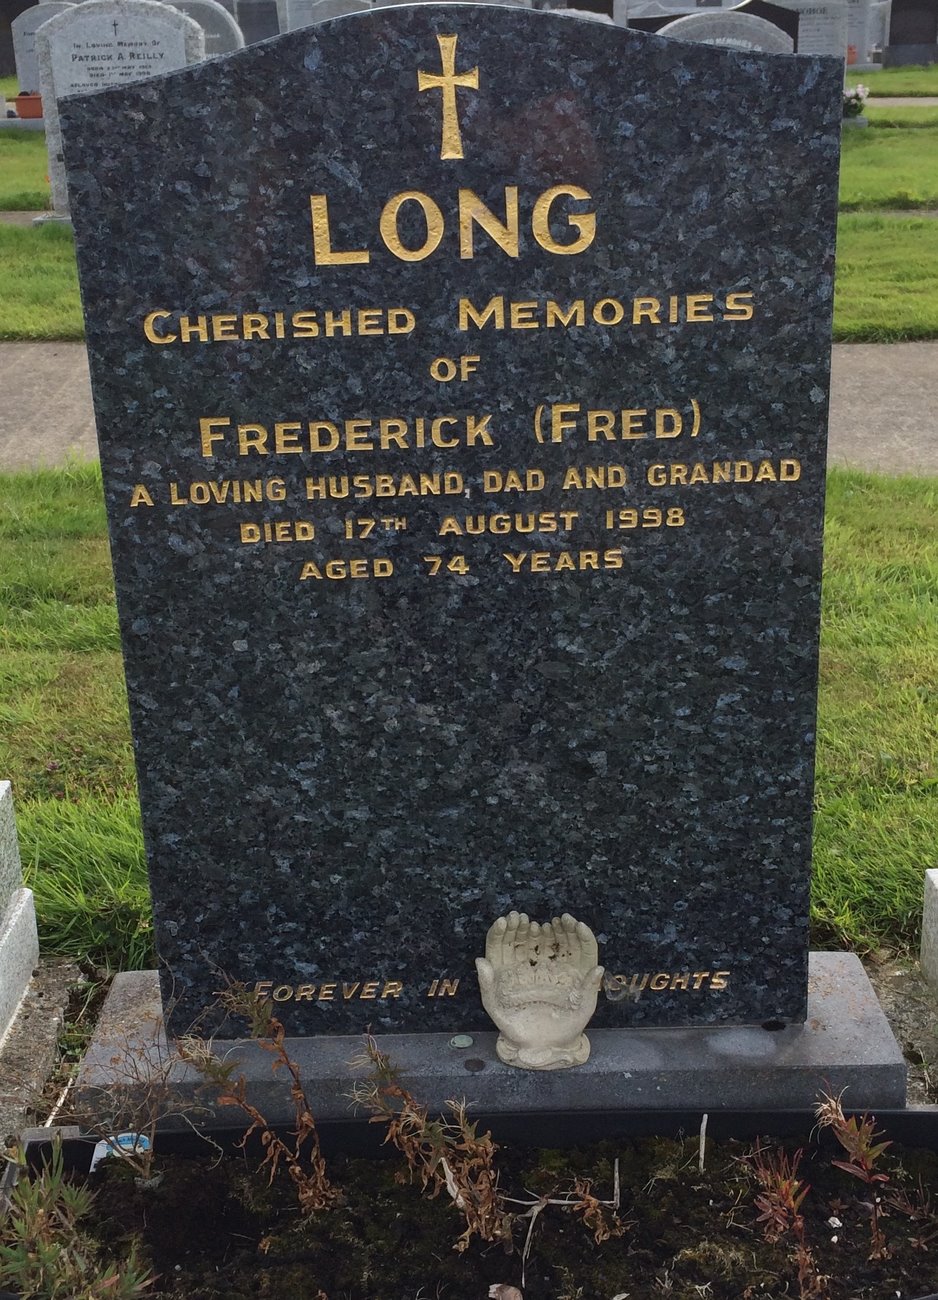 LONG
CHERISHED MEMORIES
OF
FREDERICK (FRED)
A LOVING HUSBAND, DAD AND GRANDAD
DIED 17TH AUGUST 1998
AGED 74 YEARS
FOREVER IN OUGHTS
IN LOVING MEMORY OF
PATRICK A. REILLY